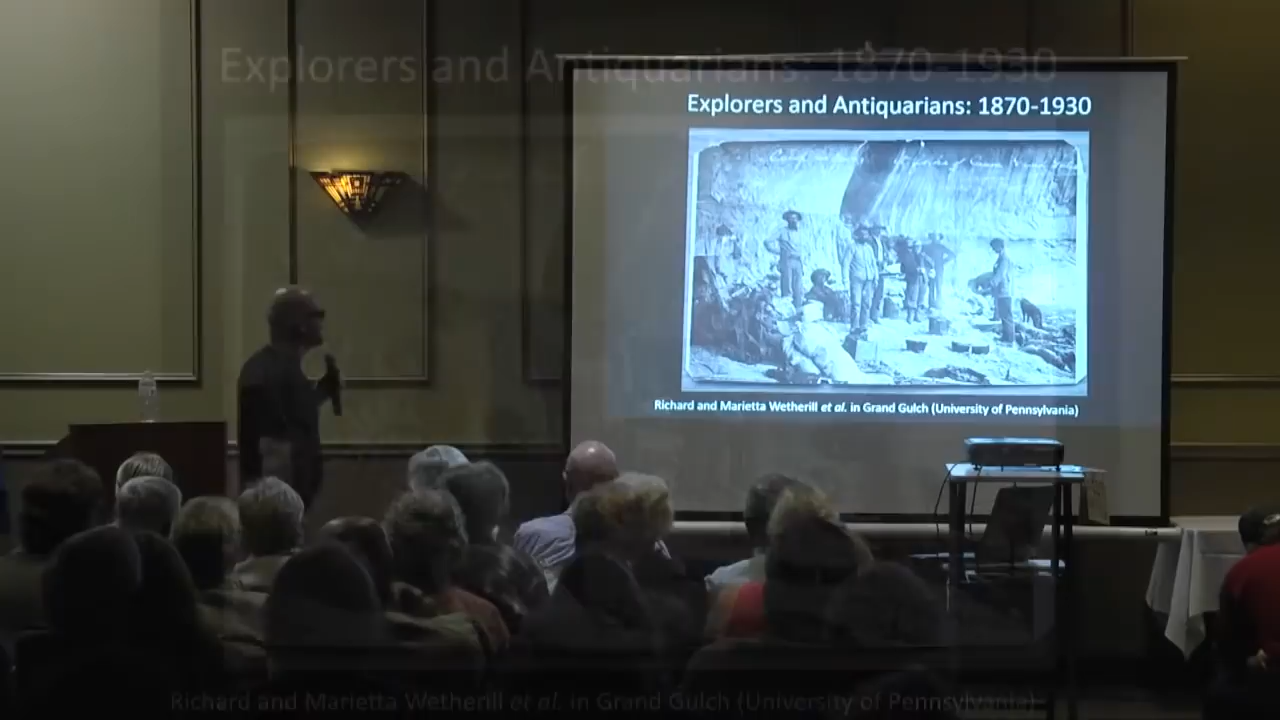 Explorers and Antiquarians: 1870-1930
Explorers and Antiquarians: 1870-1930
Richard and Marietta Wetherill et al. in Grand Gulch (University of Pennsylvania)
Richard and Marietta Wetherill et al. in Grand Gulch (University of Pennsylvania)